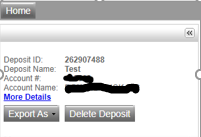 Home
«
Deposit ID: 262907488
Deposit Name: Test
Account #:
Account Name:
More Details
Export As Delete Deposit